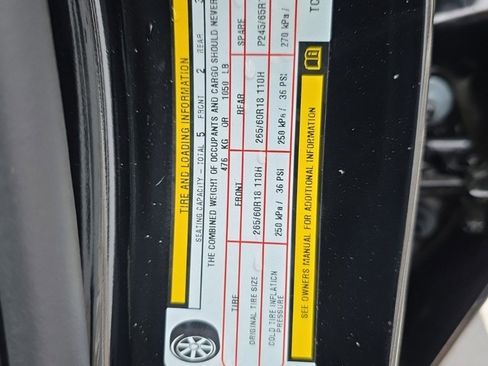 TIRE AND LOADING INFORMATION
SEATING CAPACITY - TOTAL 5 FRONT 2 REAR
THE COMBINED WEIGHT OF OCCUPANTS AND CARGO SHOULD NEVER
476 KG OR 1050 LB
TIRE FRONT REAR SPARE
ORIGINAL TIRE SIZE 265/60R18 110H 265/60R18 110H P245/65R1
COLD TIRE INFLATION PRESSURE 250 kPa / 36 PSI 250 kPa / 36 PSI 270 kPa /
SEE OWNERS MANUAL FOR ADDITIONAL INFORMATION
TC